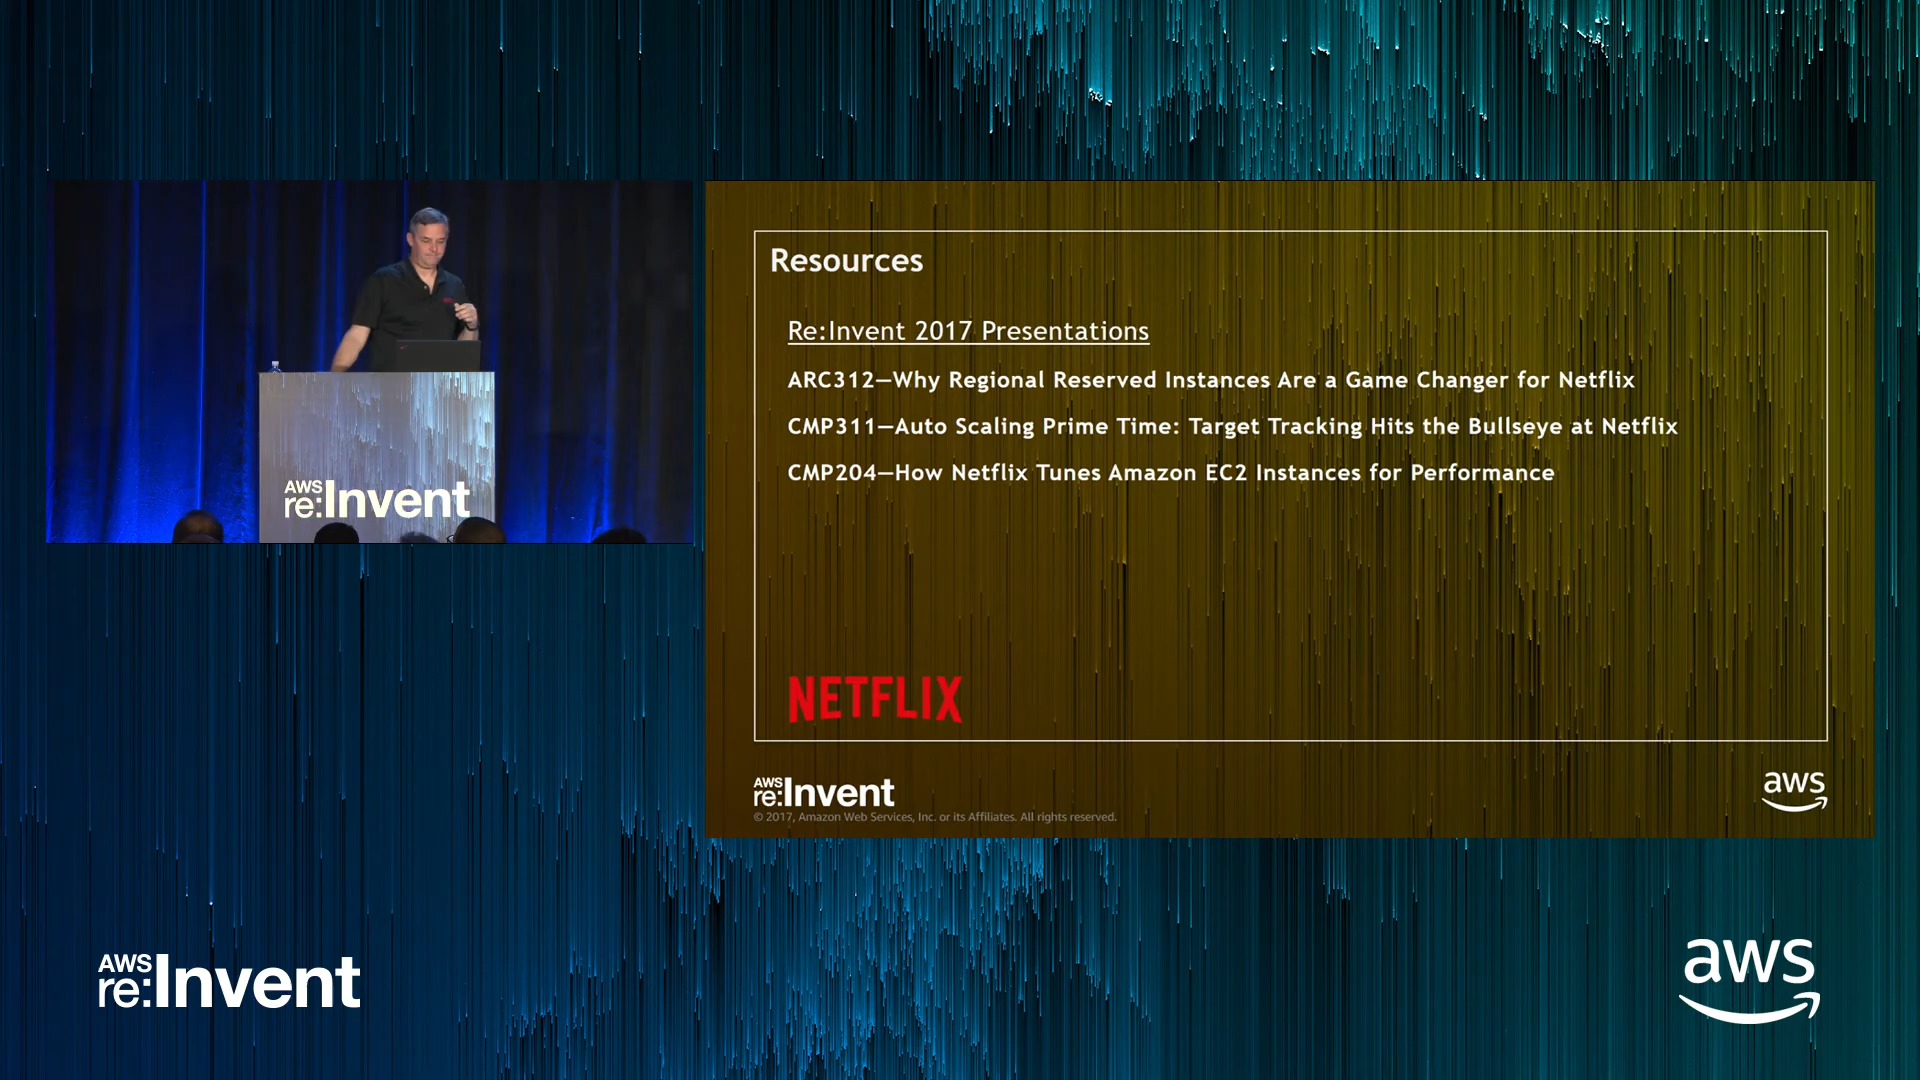 AWS
re:Invent
Resources
Re:Invent 2017 Presentations
ARC312—Why Regional Reserved Instances Are a Game Changer for Netflix
CMP311—Auto Scaling Prime Time: Target Tracking Hits the Bullseye at Netflix
CMP204—How Netflix Tunes Amazon EC2 Instances for Performance
NETFLIX
AWS
re:Invent
© 2017, Amazon Web Services, Inc. or its Affiliates. All rights reserved.
aws
AWS
re:Invent
aws